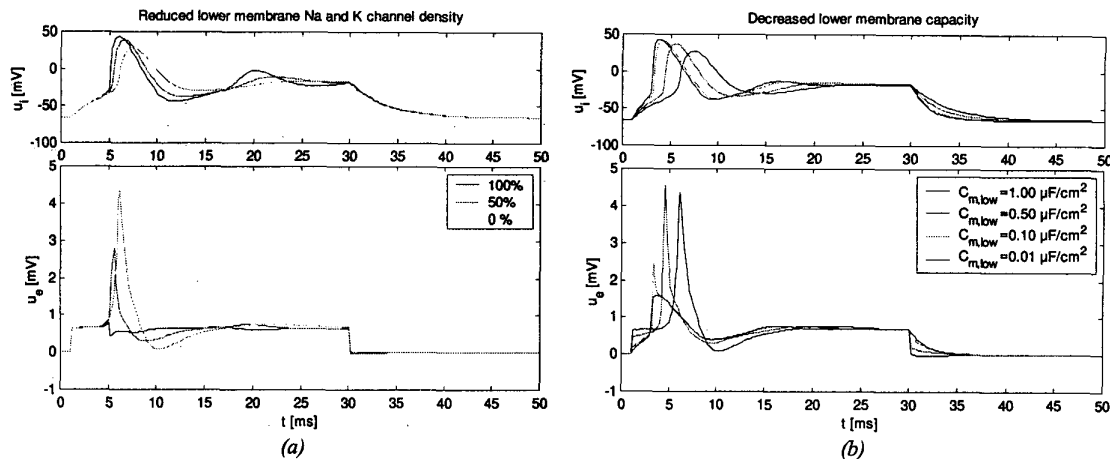 Reduced lower membrane Na and K channel density
50
0
-50
-100
u_i [mV]
0 5 10 15 20 25 30 35 40 45 50
5
4
3
2
1
0
-1
u_e [mV]
100%
50%
0 %
0 5 10 15 20 25 30 35 40 45 50
t [ms]
(a)
Decreased lower membrane capacity
50
0
-50
-100
u_i [mV]
0 5 10 15 20 25 30 35 40 45 50
5
4
3
2
1
0
-1
u_e [mV]
C_m,low=1.00 µF/cm²
C_m,low=0.50 µF/cm²
C_m,low=0.10 µF/cm²
C_m,low=0.01 µF/cm²
0 5 10 15 20 25 30 35 40 45 50
t [ms]
(b)